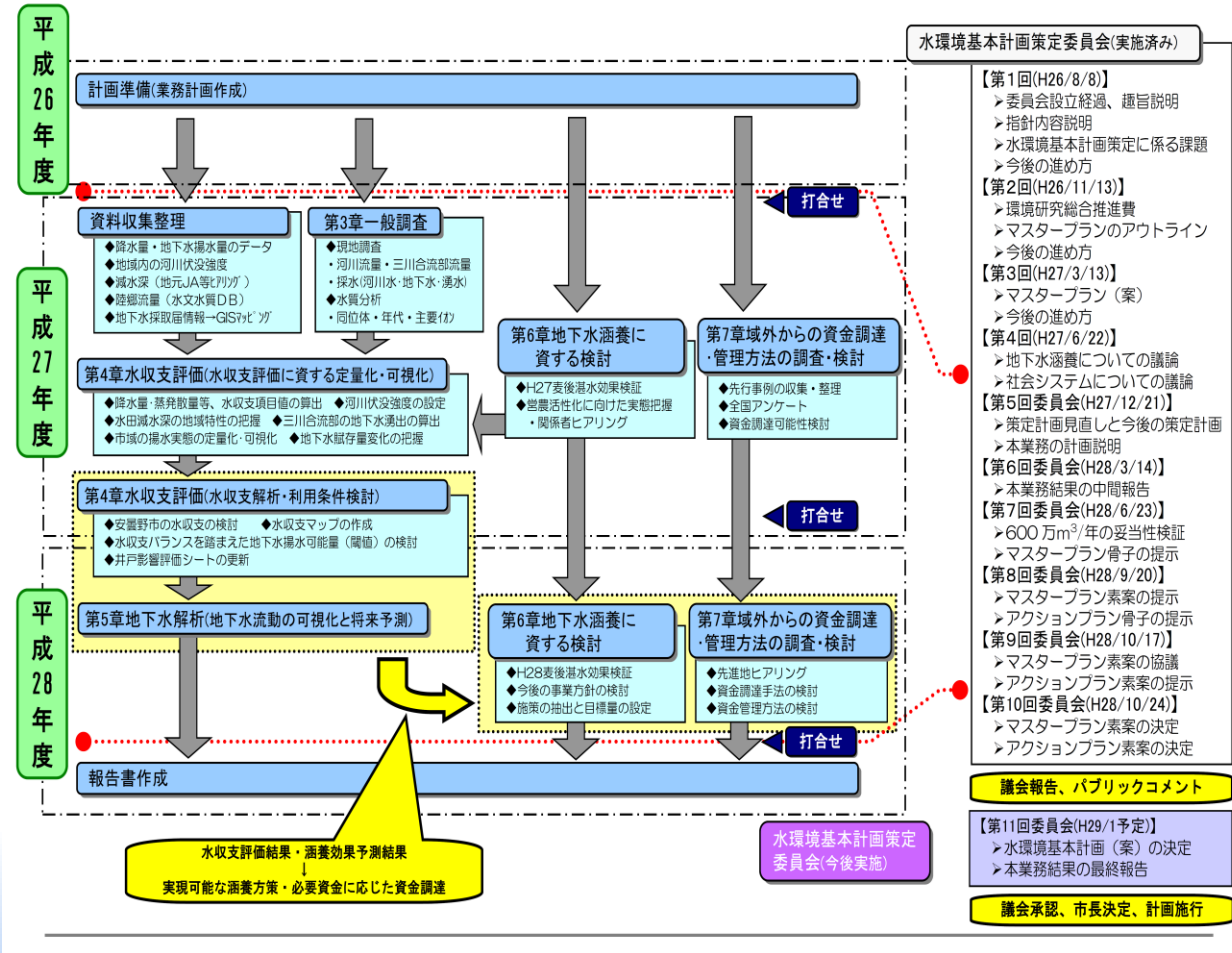 平成26年度
計画準備(業務計画作成)
打合せ
平成27年度
資料収集整理
◆降水量・地下水揚水量のデータ
◆地域内の河川伏没強度
◆減水深（地元JA等ﾋｱﾘﾝｸﾞ）
◆陸郷流量（水文水質ＤＢ）
◆地下水採取届情報→GISﾏｯﾋﾟﾝｸﾞ
第3章一般調査
◆現地調査
・河川流量・三川合流部流量
・採水(河川水・地下水・湧水)
◆水質分析
・同位体・年代・主要ｲｵﾝ
第4章水収支評価(水収支評価に資する定量化・可視化)
◆降水量・蒸発散量等、水収支項目値の算出　◆河川伏没強度の設定
◆水田減水深の地域特性の把握　◆三川合流部の地下水湧出の算出
◆市域の揚水実態の定量化・可視化　◆地下水賦存量変化の把握
第6章地下水涵養に
資する検討
◆H27麦後湛水効果検証
◆営農活性化に向けた実態把握
・関係者ヒアリング
第7章域外からの資金調達
・管理方法の調査・検討
◆先行事例の収集・整理
◆全国アンケート
◆資金調達可能性検討
第4章水収支評価(水収支解析・利用条件検討)
◆安曇野市の水収支の検討　◆水収支マップの作成
◆水収支バランスを踏まえた地下水揚水可能量（閾値）の検討
◆井戸影響評価シートの更新
打合せ
平成28年度
第5章地下水解析(地下水流動の可視化と将来予測)
第6章地下水涵養に
資する検討
◆H28麦後湛水効果検証
◆今後の事業方針の検討
◆施策の抽出と目標量の設定
第7章域外からの資金調達
・管理方法の調査・検討
◆先進地ヒアリング
◆資金調達手法の検討
◆資金管理方法の検討
打合せ
報告書作成
水収支評価結果・涵養効果予測結果
↓
実現可能な涵養方策・必要資金に応じた資金調達
水環境基本計画策定
委員会(今後実施)
水環境基本計画策定委員会(実施済み)
【第1回(H26/8/8)】
➢委員会設立経過、趣旨説明
➢指針内容説明
➢水環境基本計画策定に係る課題
➢今後の進め方
【第2回(H26/11/13)】
➢環境研究総合推進費
➢マスタープランのアウトライン
➢今後の進め方
【第3回(H27/3/13)】
➢マスタープラン（案）
➢今後の進め方
【第4回(H27/6/22)】
➢地下水涵養についての議論
➢社会システムについての議論
【第5回(H27/12/21)】
➢策定計画見直しと今後の策定計画
➢本業務の計画説明
【第6回委員会(H28/3/14)】
➢本業務結果の中間報告
【第7回委員会(H28/6/23)】
➢600万m³/年の妥当性検証
➢マスタープラン骨子の提示
【第8回委員会(H28/9/20)】
➢マスタープラン素案の提示
➢アクションプラン骨子の提示
【第9回委員会(H28/10/17)】
➢マスタープラン素案の協議
➢アクションプラン素案の提示
【第10回委員会(H28/10/24)】
➢マスタープラン素案の決定
➢アクションプラン素案の決定
議会報告、パブリックコメント
【第11回委員会(H29/1予定)】
➢水環境基本計画（案）の決定
➢本業務結果の最終報告
議会承認、市長決定、計画施行